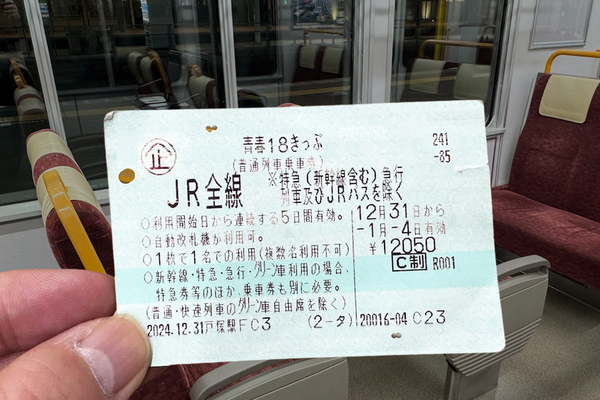 企 青春18きっぷ 241
(普通列車乗車券) -85
JR全線 ※特急(新幹線含む)急行
列車及びJRバスを除く
○利用開始日から連続する5日間有効。 12月31日から
○自動改札機が利用可。 -1月-4日有効
○1枚で1名での利用(複数名利用不可) ¥12050
○新幹線・特急・急行・グリーン車利用の場合、 C制 R001
特急券等のほか、乗車券も別に必要。
(普通・快速列車のグリーン車自由席を除く)
2024.12.31戸塚駅FC3 (2-タ) 20016-04 C23